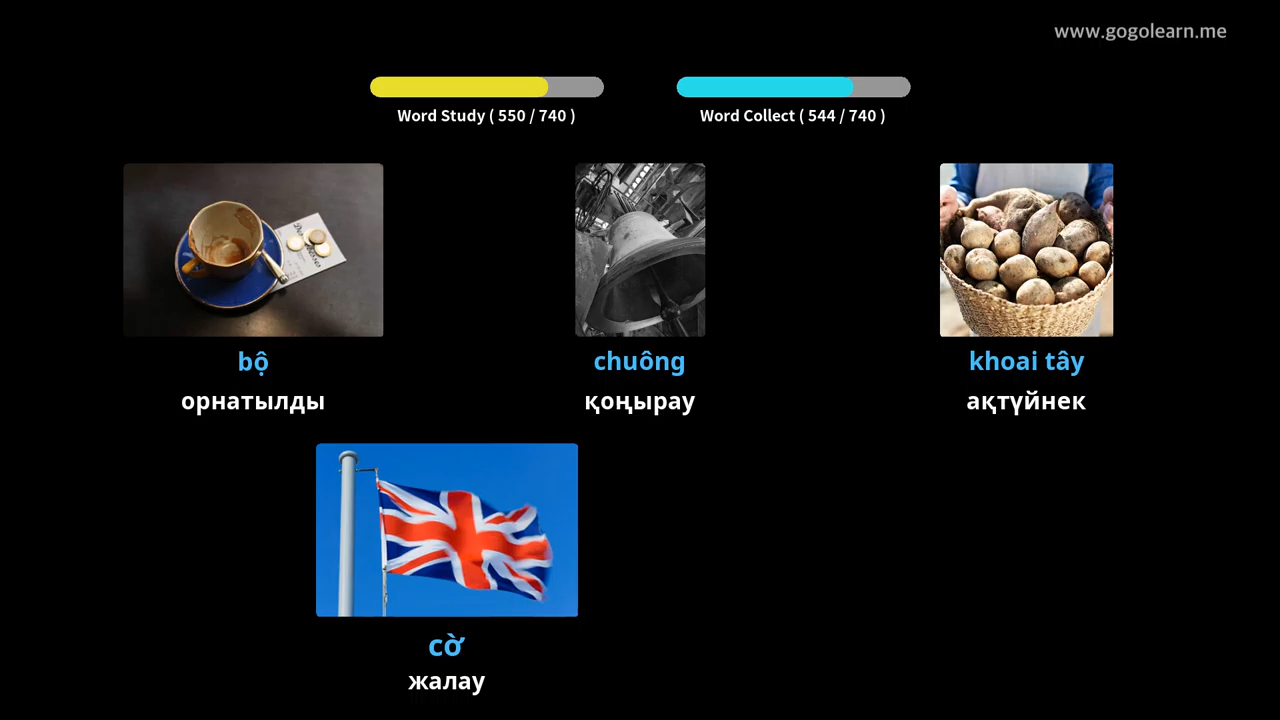 www.gogolearn.me
Word Study ( 550 / 740 )
Word Collect ( 544 / 740 )
bộ
орнатылды
chuông
қоңырау
khoai tây
ақтүйнек
cờ
жалау